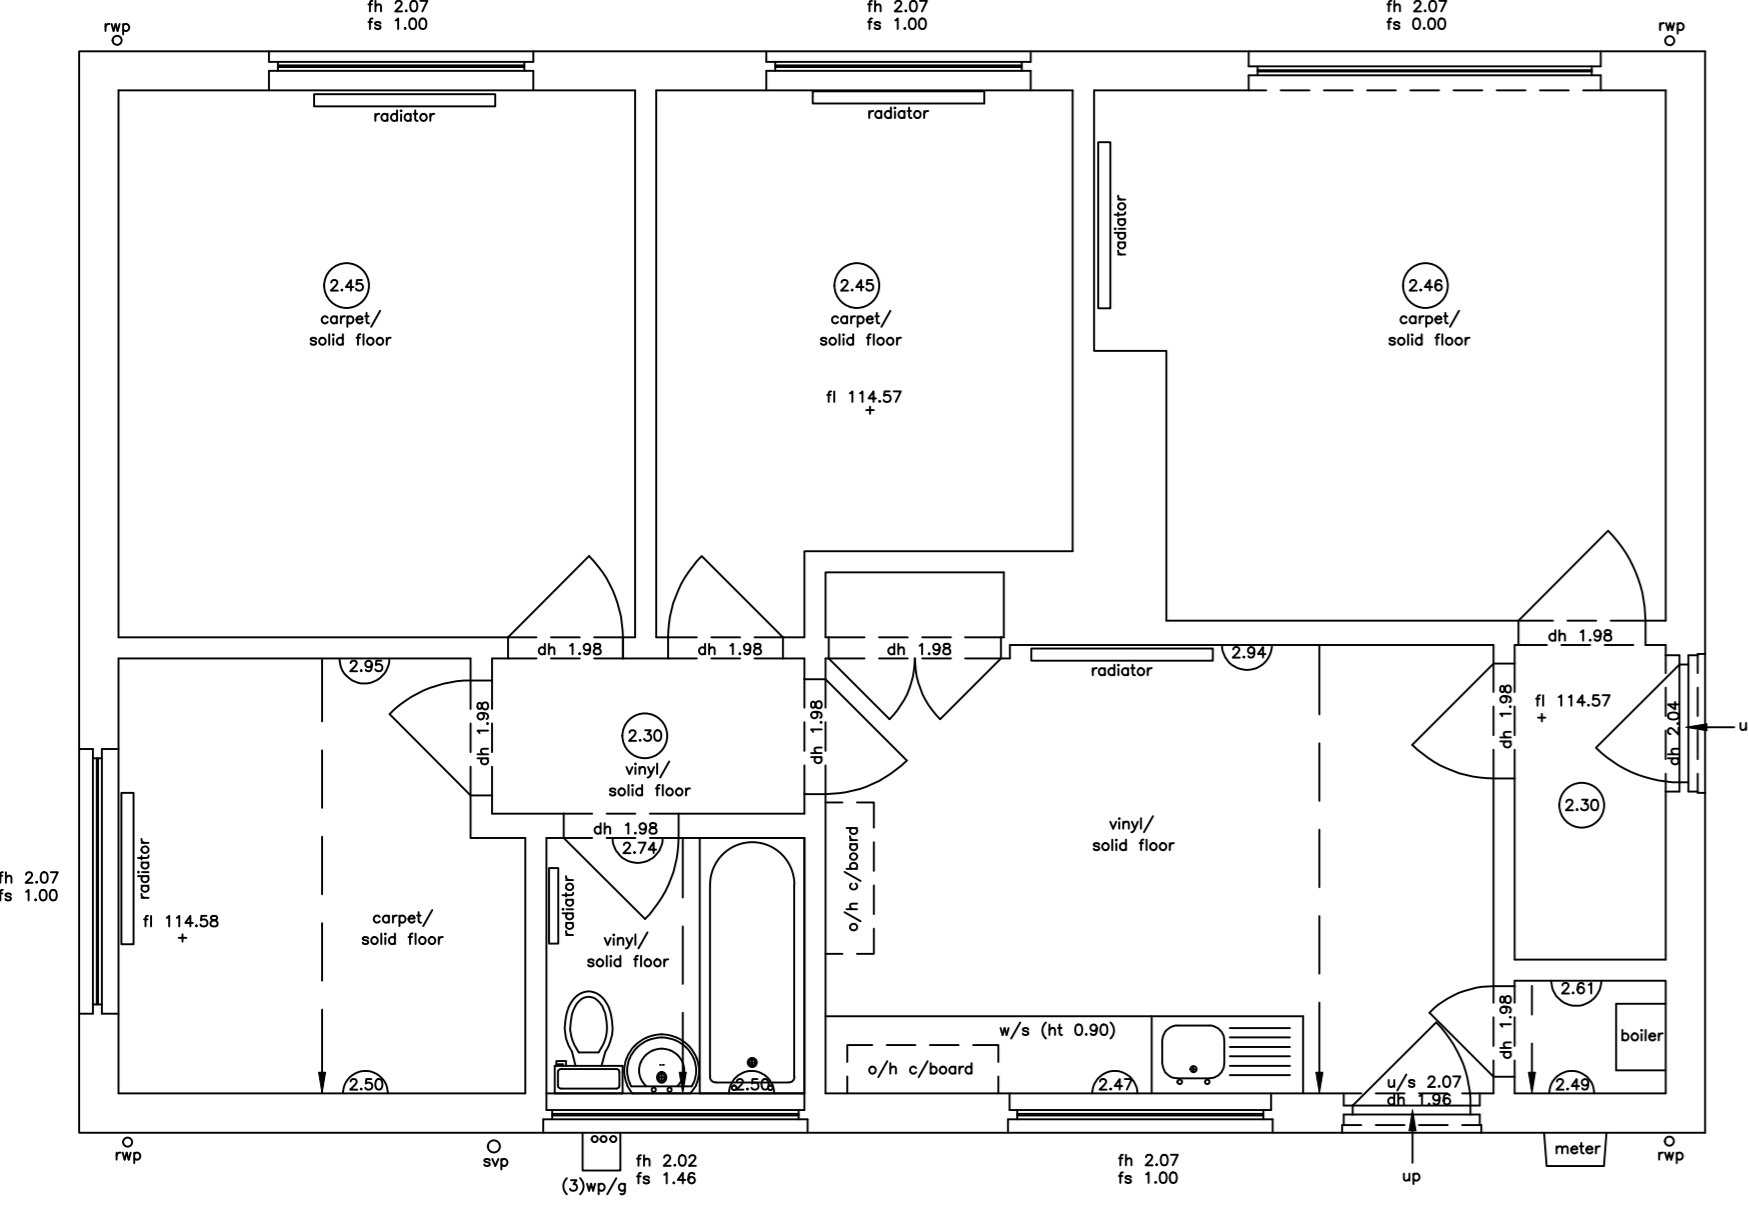 fh 2.07
fs 1.00
fh 2.07
fs 1.00
fh 2.07
fs 0.00
rwp
rwp
radiator
radiator
radiator
2.45
carpet/
solid floor
2.45
carpet/
solid floor
fl 114.57
2.46
carpet/
solid floor
dh 1.98
dh 1.98
dh 1.98
dh 1.98
2.95
radiator
2.94
dh 1.98
dh 1.98
dh 1.98
fl 114.57
dh 2.04
u
2.30
vinyl/
solid floor
2.30
dh 1.98
2.74
vinyl/
solid floor
o/h c/board
radiator
radiator
fh 2.07
fs 1.00
fl 114.58
carpet/
solid floor
vinyl/
solid floor
2.61
dh 1.98
boiler
w/s (ht 0.90)
o/h c/board
2.50
2.50
2.47
u/s 2.07
dh 1.96
2.49
rwp
svp
(3)wp/g
fh 2.02
fs 1.46
fh 2.07
fs 1.00
up
meter
rwp